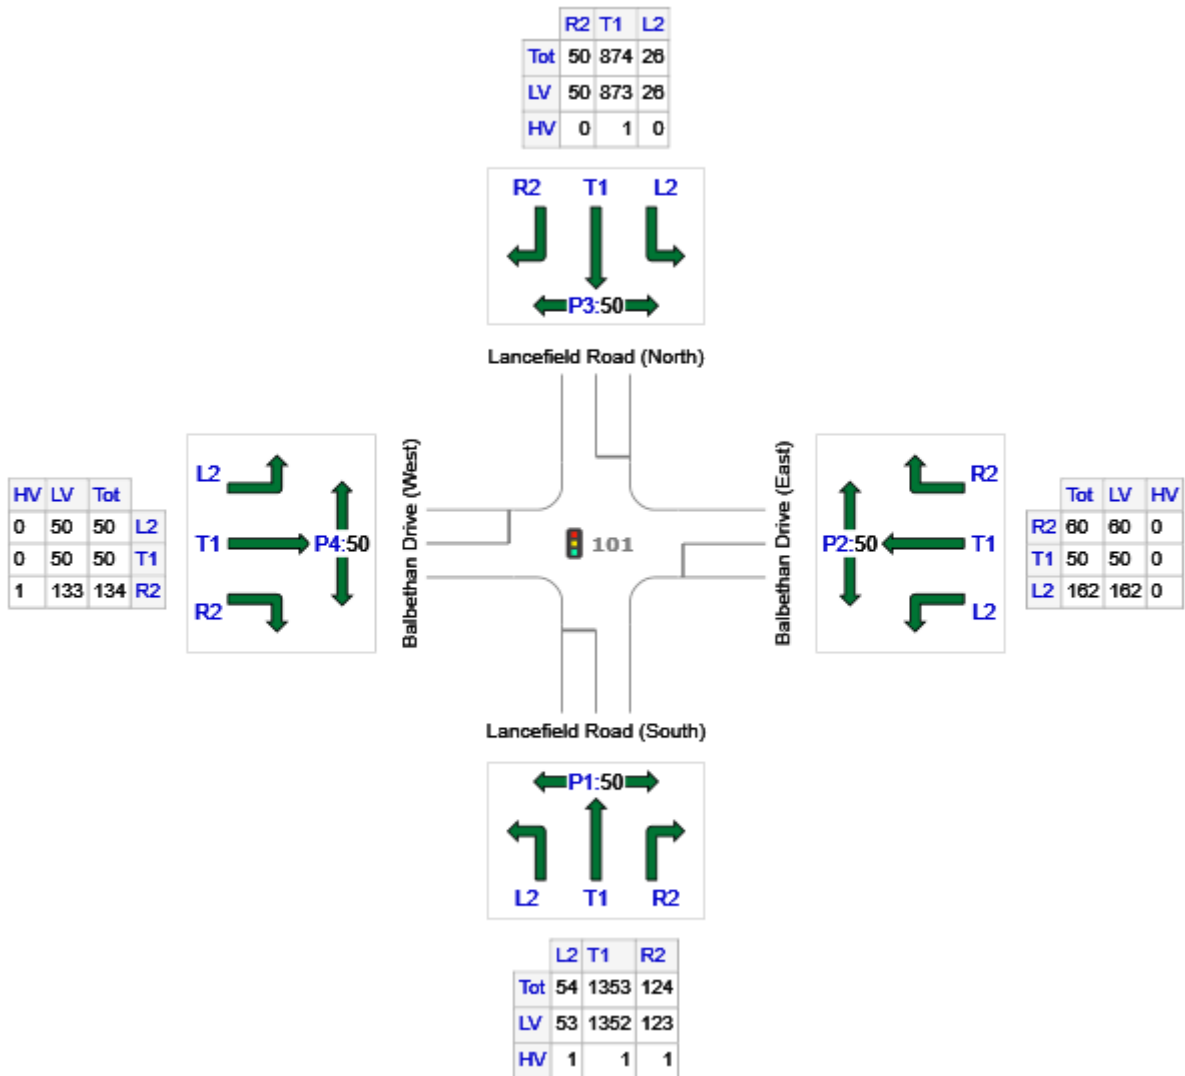 R2 T1 L2
Tot 50 874 26
LV 50 873 26
HV 0 1 0
R2 T1 L2
P3:50
Lancefield Road (North)
HV LV Tot
0 50 50 L2
0 50 50 T1
1 133 134 R2
L2
T1
R2
P4:50
Balbethan Drive (West)
101
Balbethan Drive (East)
P2:50
R2
T1
L2
Tot LV HV
R2 60 60 0
T1 50 50 0
L2 162 162 0
Lancefield Road (South)
P1:50
L2 T1 R2
L2 T1 R2
Tot 54 1353 124
LV 53 1352 123
HV 1 1 1